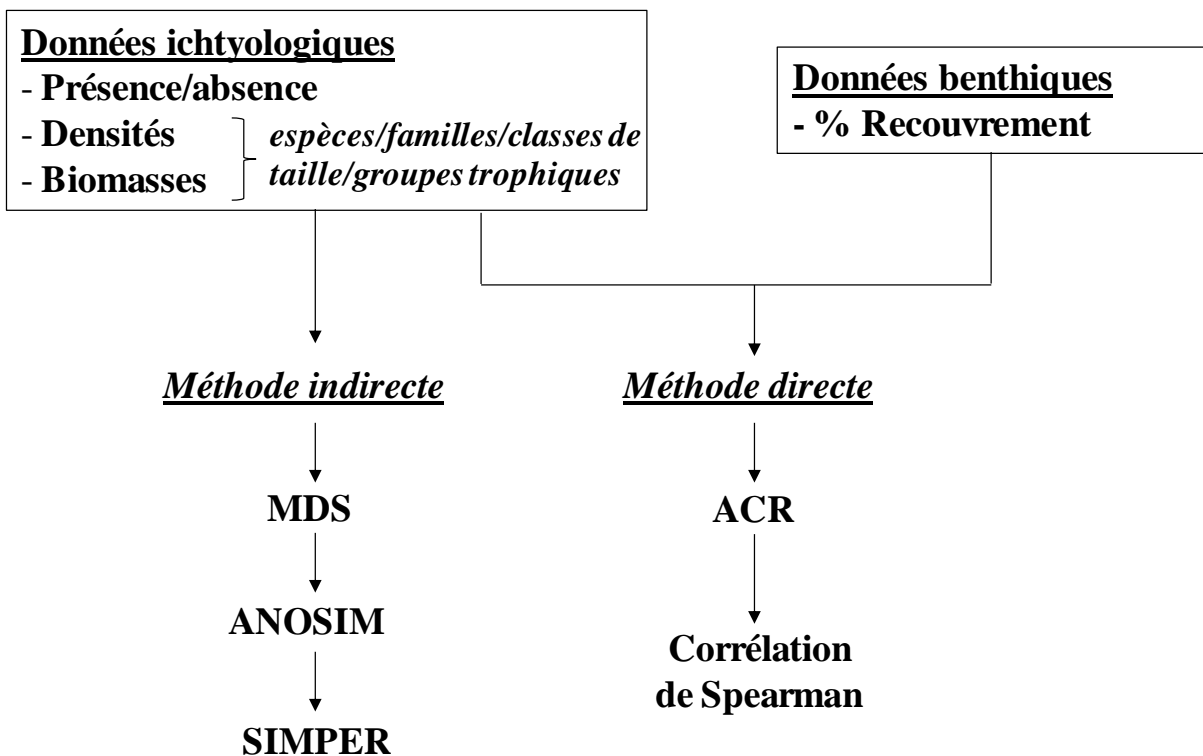 Données ichtyologiques
- Présence/absence
- Densités
- Biomasses
espèces/familles/classes de
taille/groupes trophiques
Données benthiques
- % Recouvrement
Méthode indirecte
Méthode directe
MDS
ACR
ANOSIM
Corrélation
de Spearman
SIMPER